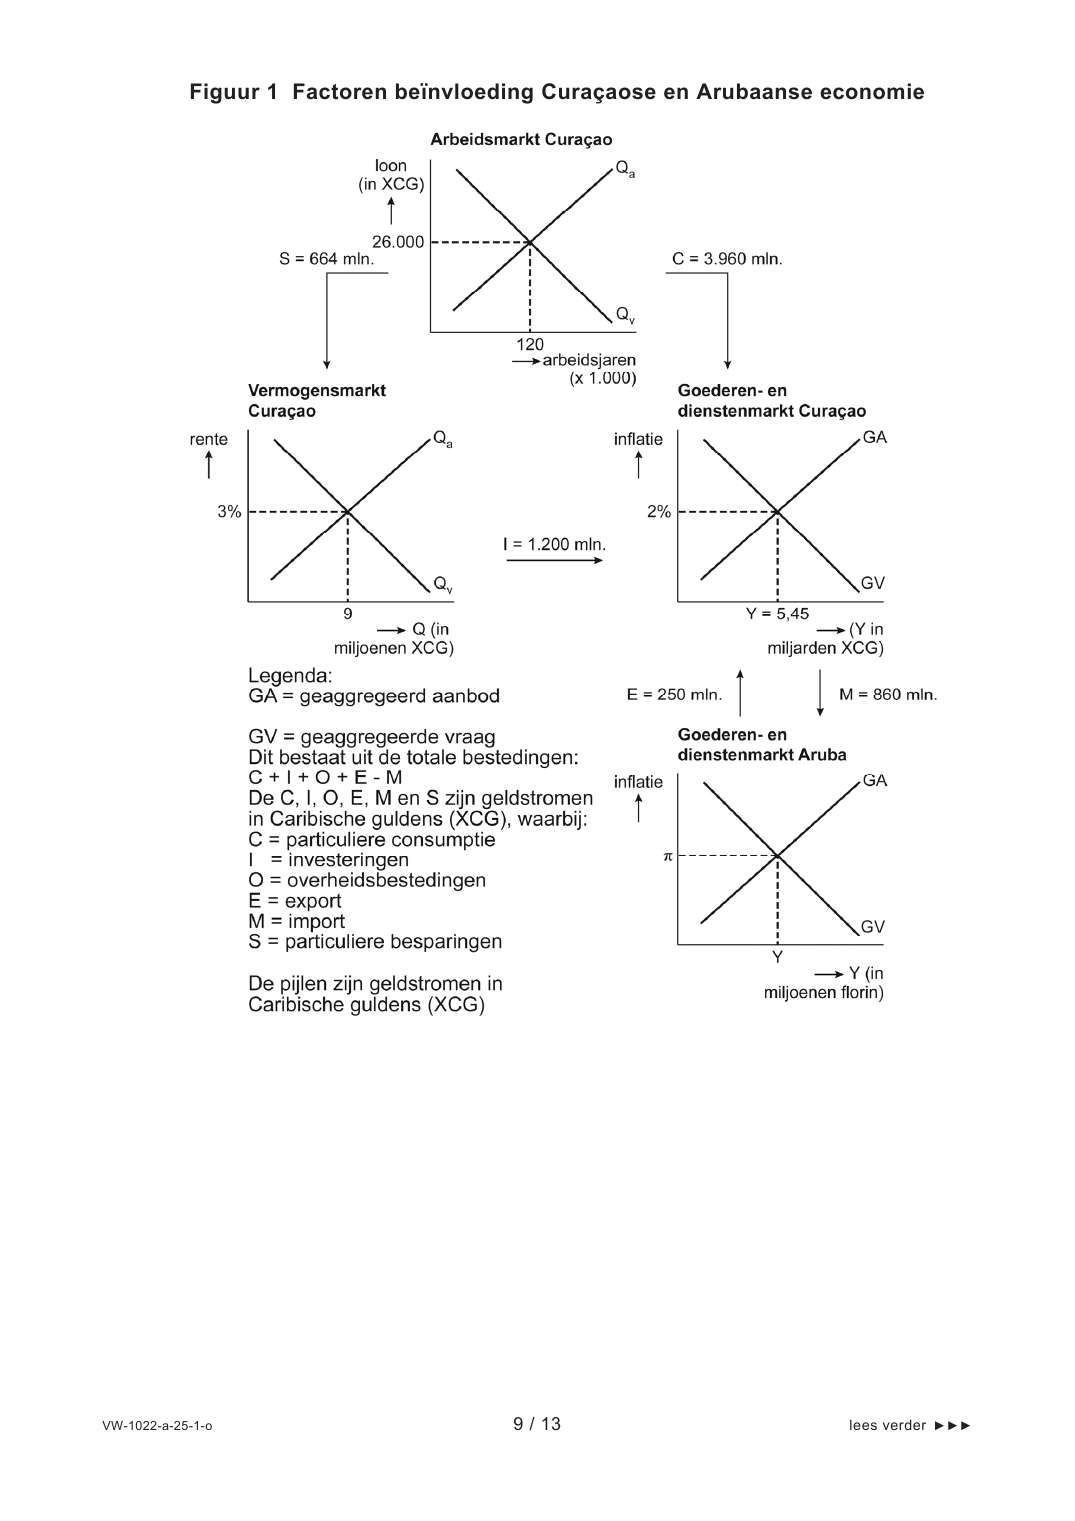 Figuur 1  Factoren beïnvloeding Curaçaose en Arubaanse economie
Arbeidsmarkt Curaçao
loon
(in XCG)
Qa
26.000
S = 664 mln.
C = 3.960 mln.
Qv
120
arbeidsjaren
(x 1.000)
Vermogensmarkt
Curaçao
rente
Qa
3%
I = 1.200 mln.
Qv
9
Q (in
miljoenen XCG)
Goederen- en
dienstenmarkt Curaçao
inflatie
GA
2%
GV
Y = 5,45
(Y in
miljarden XCG)
E = 250 mln.
M = 860 mln.
Legenda:
GA = geaggregeerd aanbod
GV = geaggregeerde vraag
Dit bestaat uit de totale bestedingen:
C + I + O + E - M
De C, I, O, E, M en S zijn geldstromen
in Caribische guldens (XCG), waarbij:
C = particuliere consumptie
I = investeringen
O = overheidsbestedingen
E = export
M = import
S = particuliere besparingen
De pijlen zijn geldstromen in
Caribische guldens (XCG)
Goederen- en
dienstenmarkt Aruba
inflatie
GA
π
GV
Y
Y (in
miljoenen florin)
VW-1022-a-25-1-o
9 / 13
lees verder ►►►